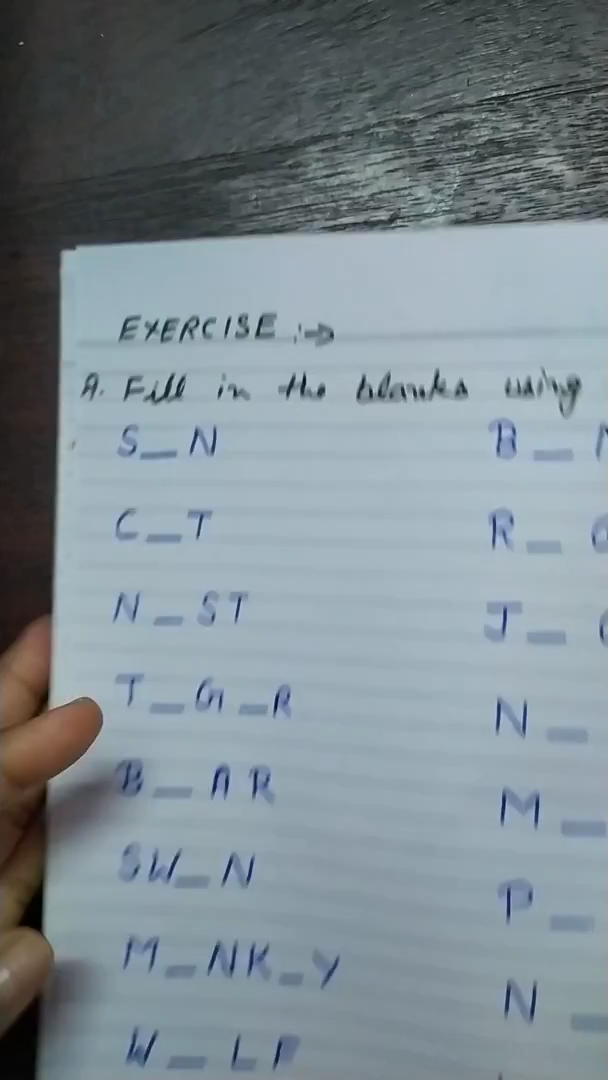 EXERCISE :→
A. Fill in the blanks using
S_N B_
C_T R_
N_ST J_
T_G_R N_
B_AR M_
SW_N P_
M_NK_Y N_
W_LF